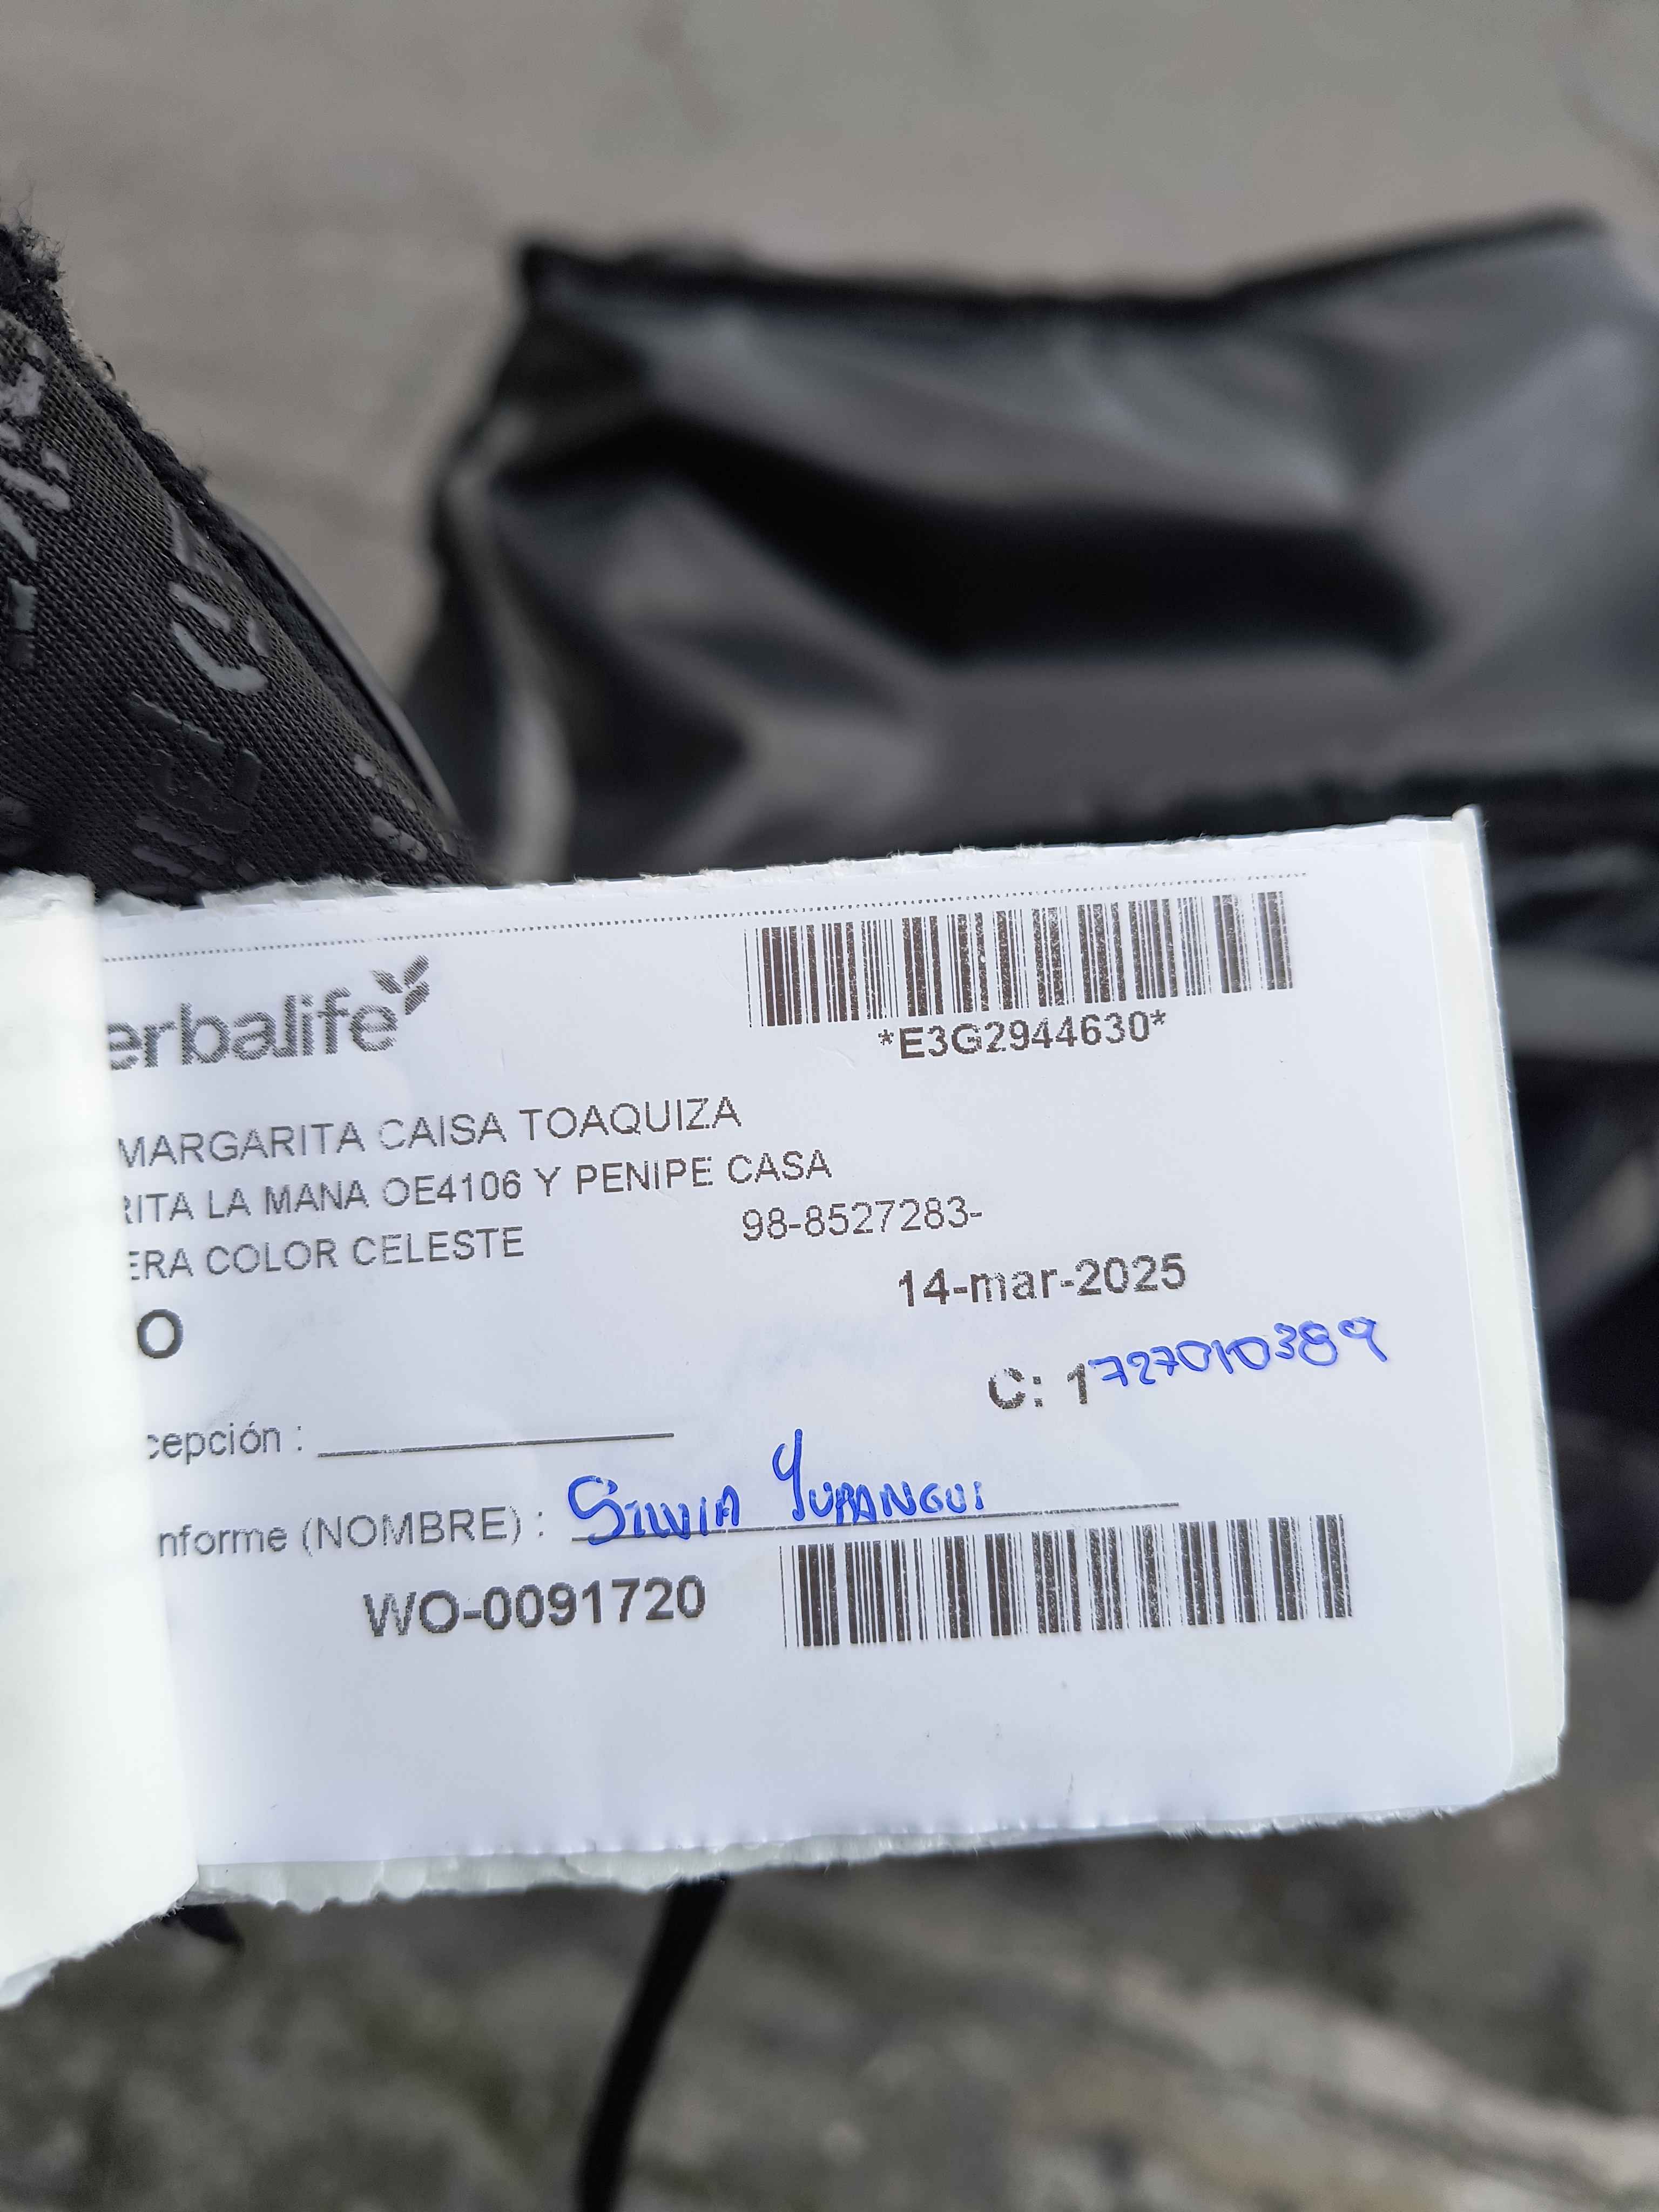 erbalife
*E3G2944630*
MARGARITA CAISA TOAQUIZA
RITA LA MANA OE4106 Y PENIPE CASA
ERA COLOR CELESTE 98-8527283-
14-mar-2025
O
C: 1727010389
cepción :
nforme (NOMBRE) : SILVIA YUPANGUI
WO-0091720